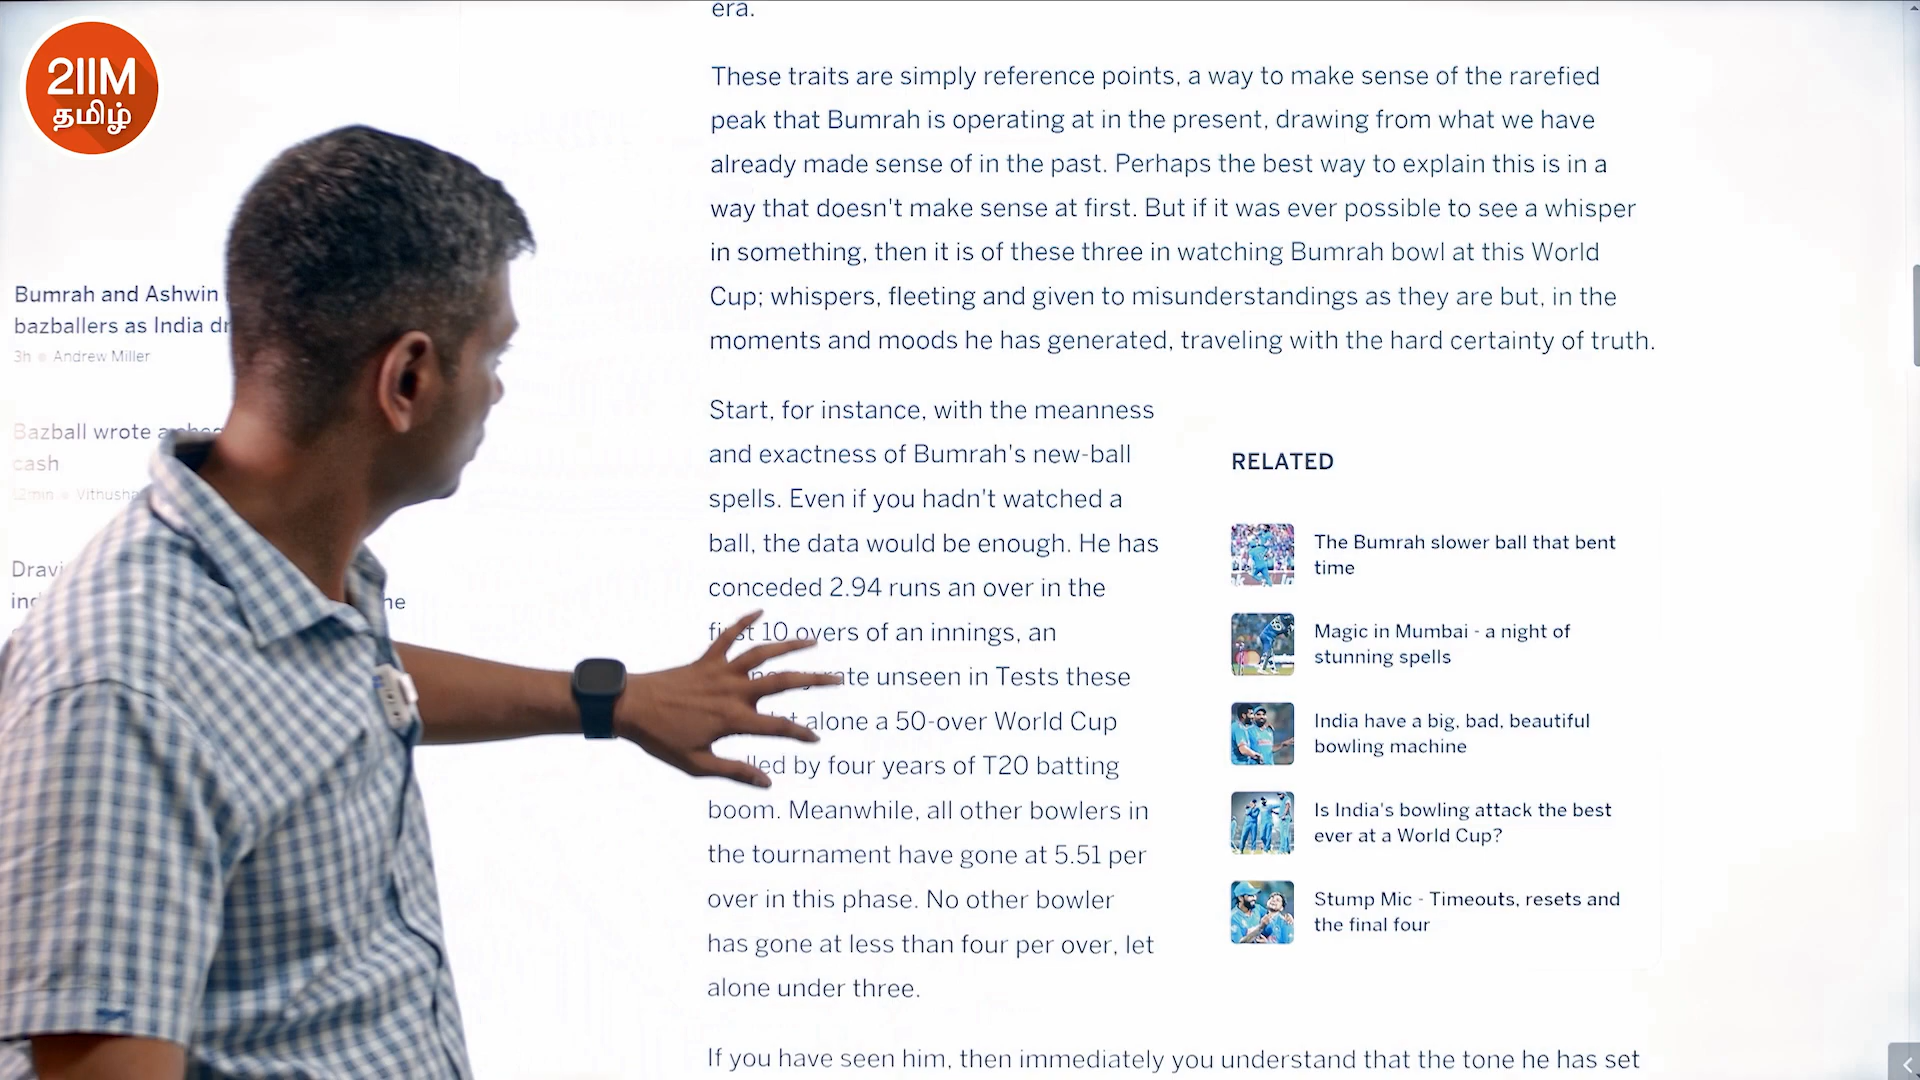 2IIM
தமிழ்
era.
These traits are simply reference points, a way to make sense of the rarefied
peak that Bumrah is operating at in the present, drawing from what we have
already made sense of in the past. Perhaps the best way to explain this is in a
way that doesn't make sense at first. But if it was ever possible to see a whisper
in something, then it is of these three in watching Bumrah bowl at this World
Cup; whispers, fleeting and given to misunderstandings as they are but, in the
moments and moods he has generated, traveling with the hard certainty of truth.
Bumrah and Ashwin
bazballers as India
3h Andrew Miller
Bazball wrote
cash
12min
Start, for instance, with the meanness
and exactness of Bumrah's new-ball
spells. Even if you hadn't watched a
ball, the data would be enough. He has
conceded 2.94 runs an over in the
first 10 overs of an innings, an
unseen in Tests these
alone a 50-over World Cup
by four years of T20 batting
boom. Meanwhile, all other bowlers in
the tournament have gone at 5.51 per
over in this phase. No other bowler
has gone at less than four per over, let
alone under three.
RELATED
The Bumrah slower ball that bent
time
Magic in Mumbai - a night of
stunning spells
India have a big, bad, beautiful
bowling machine
Is India's bowling attack the best
ever at a World Cup?
Stump Mic - Timeouts, resets and
the final four
If you have seen him, then immediately you understand that the tone he has set